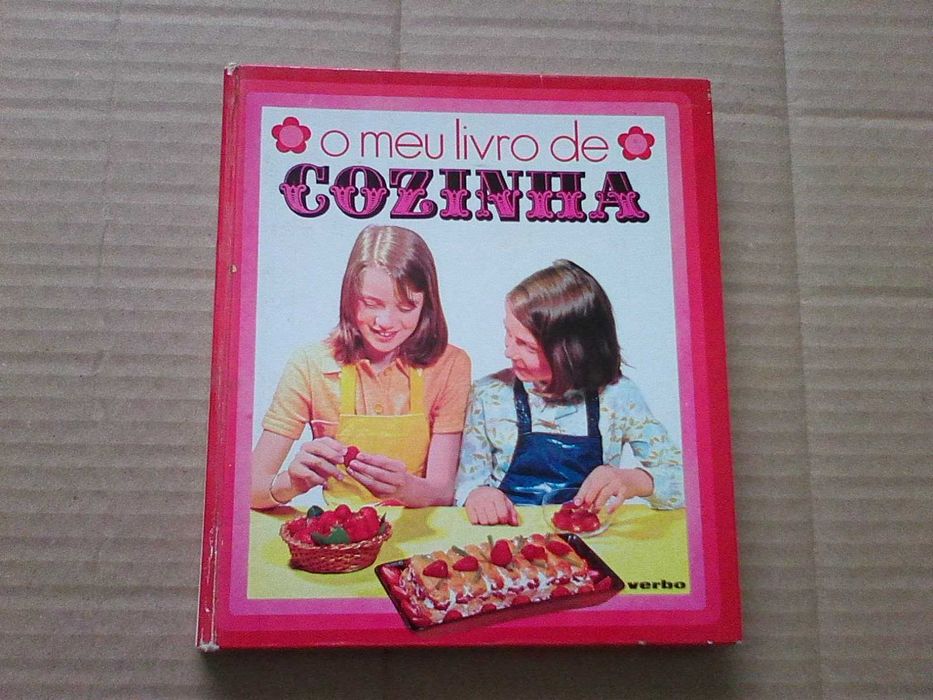 o meu livro de
COZINHA
verbo